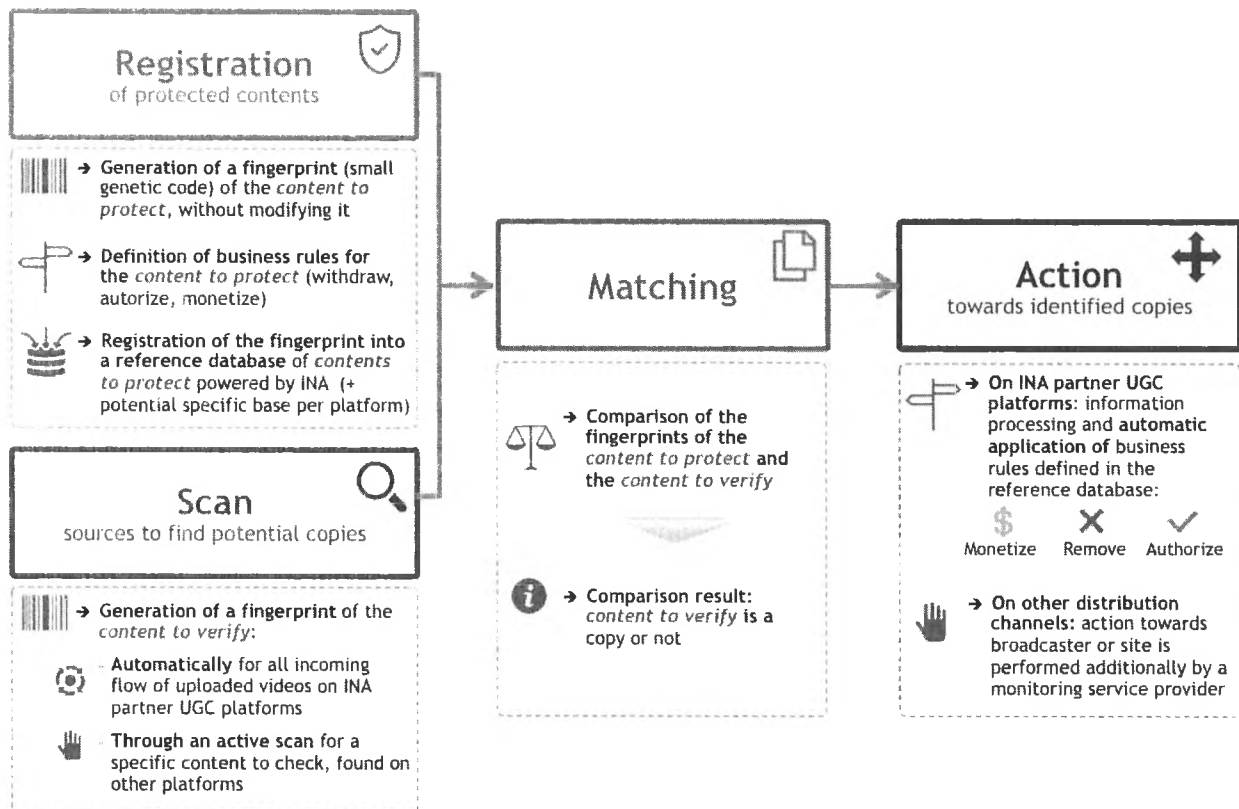 Registration
of protected contents
→ Generation of a fingerprint (small
genetic code) of the content to
protect, without modifying it
→ Definition of business rules for
the content to protect (withdraw,
autorize, monetize)
→ Registration of the fingerprint into
a reference database of contents
to protect powered by INA (+
potential specific base per platform)
Scan
sources to find potential copies
→ Generation of a fingerprint of the
content to verify:
Automatically for all incoming
flow of uploaded videos on INA
partner UGC platforms
Through an active scan for a
specific content to check, found on
other platforms
Matching
→ Comparison of the
fingerprints of the
content to protect and
the content to verify
→ Comparison result:
content to verify is a
copy or not
Action
towards identified copies
→ On INA partner UGC
platforms: information
processing and automatic
application of business
rules defined in the
reference database:
$
Monetize Remove Authorize
→ On other distribution
channels: action towards
broadcaster or site is
performed additionally by a
monitoring service provider